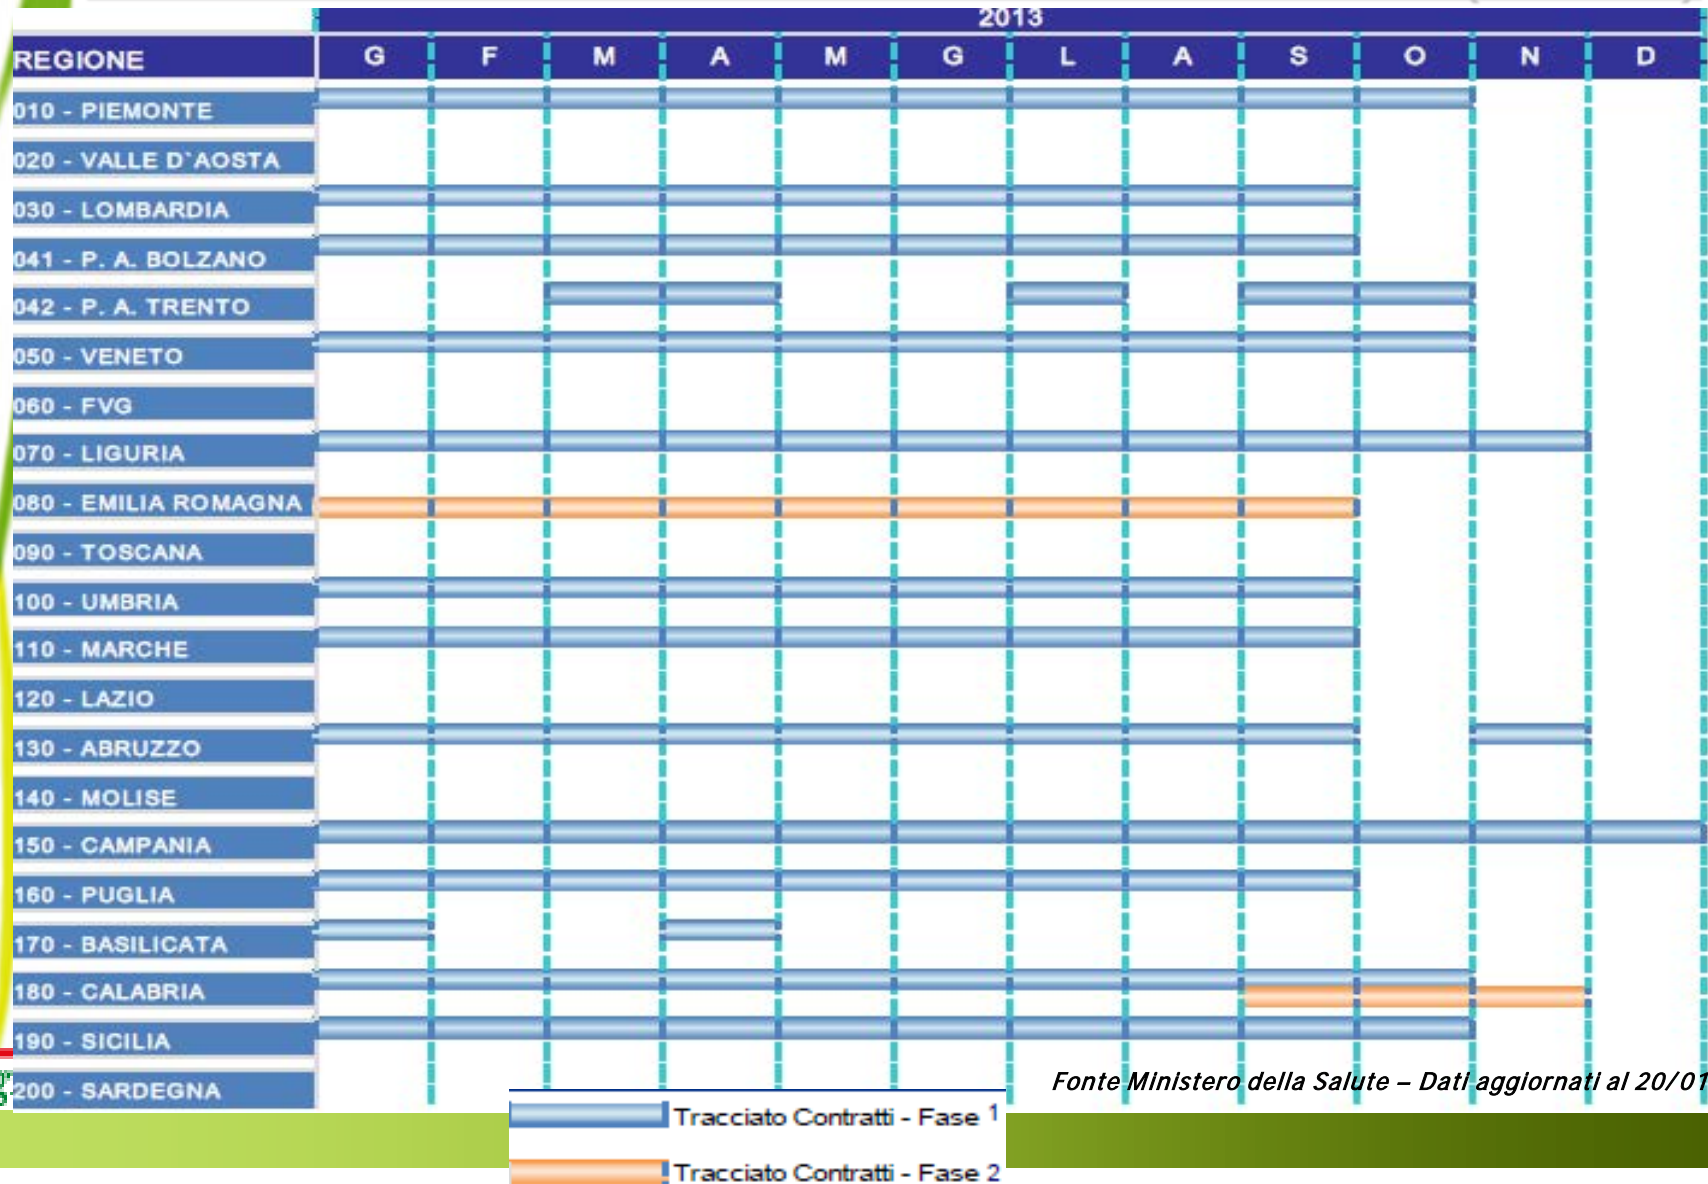 2013
REGIONE G F M A M G L A S O N D
010 - PIEMONTE
020 - VALLE D`AOSTA
030 - LOMBARDIA
041 - P. A. BOLZANO
042 - P. A. TRENTO
050 - VENETO
060 - FVG
070 - LIGURIA
080 - EMILIA ROMAGNA
090 - TOSCANA
100 - UMBRIA
110 - MARCHE
120 - LAZIO
130 - ABRUZZO
140 - MOLISE
150 - CAMPANIA
160 - PUGLIA
170 - BASILICATA
180 - CALABRIA
190 - SICILIA
200 - SARDEGNA
Fonte Ministero della Salute – Dati aggiornati al 20/01
Tracciato Contratti - Fase 1
Tracciato Contratti - Fase 2